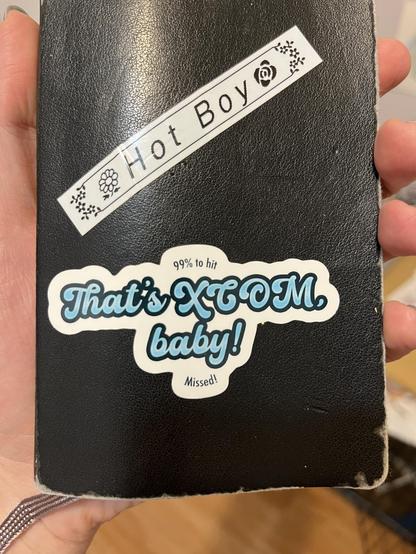 Hot Boy
99% to hit
That's XCOM,
baby!
Missed!